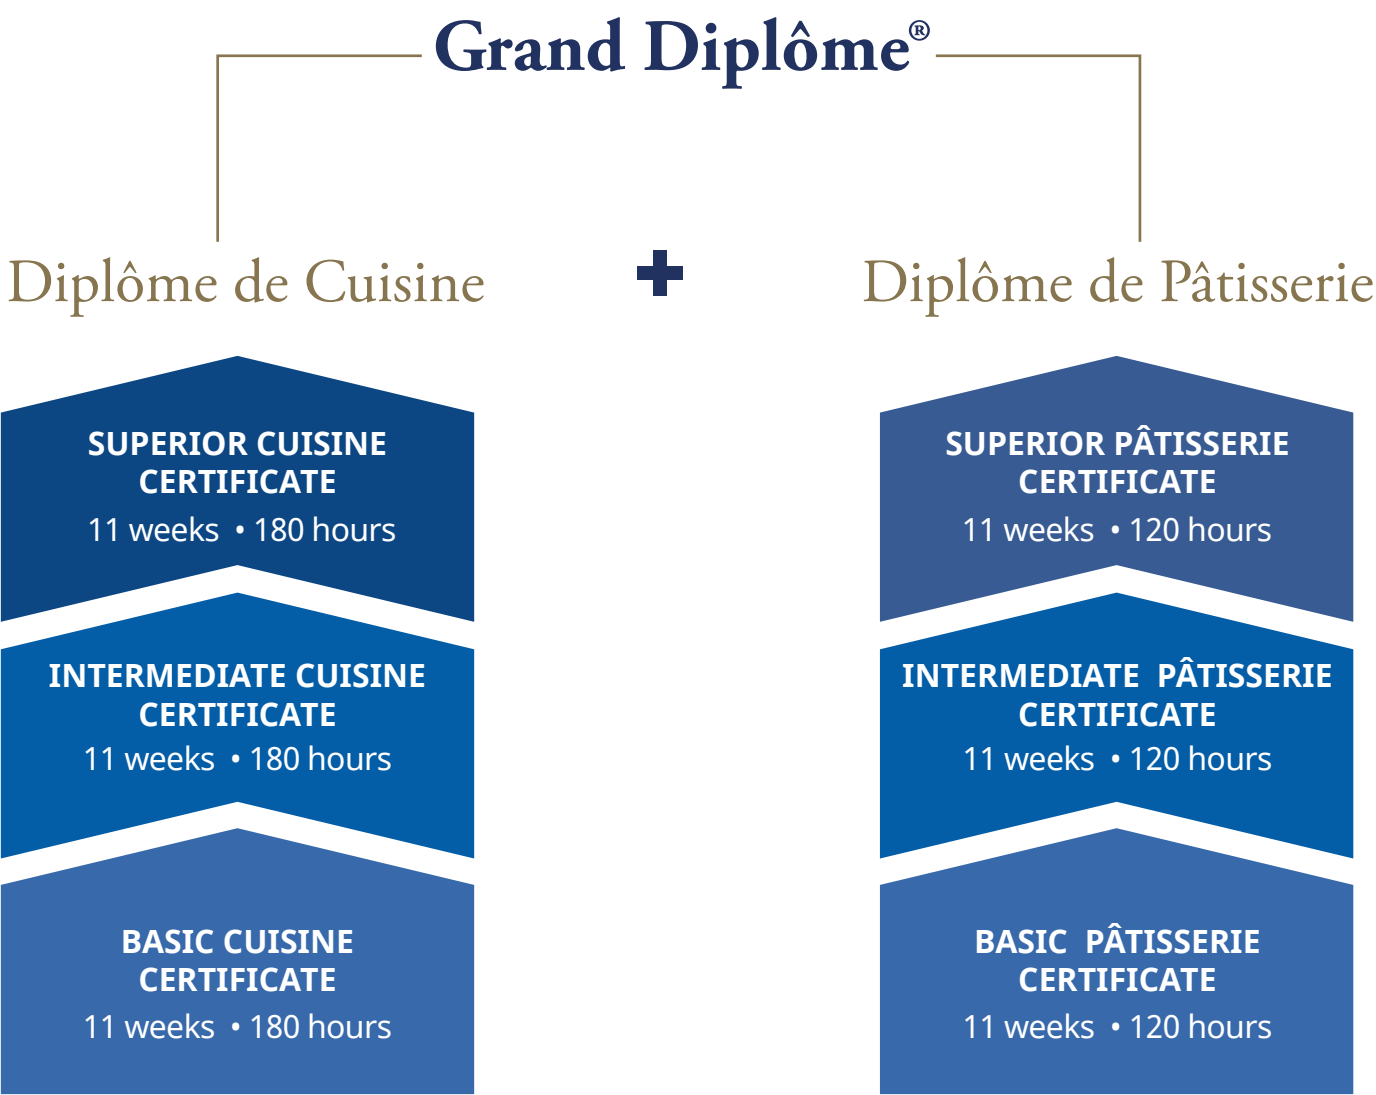 Grand Diplôme®
Diplôme de Cuisine + Diplôme de Pâtisserie
SUPERIOR CUISINE
CERTIFICATE
11 weeks • 180 hours
INTERMEDIATE CUISINE
CERTIFICATE
11 weeks • 180 hours
BASIC CUISINE
CERTIFICATE
11 weeks • 180 hours
SUPERIOR PÂTISSERIE
CERTIFICATE
11 weeks • 120 hours
INTERMEDIATE PÂTISSERIE
CERTIFICATE
11 weeks • 120 hours
BASIC PÂTISSERIE
CERTIFICATE
11 weeks • 120 hours